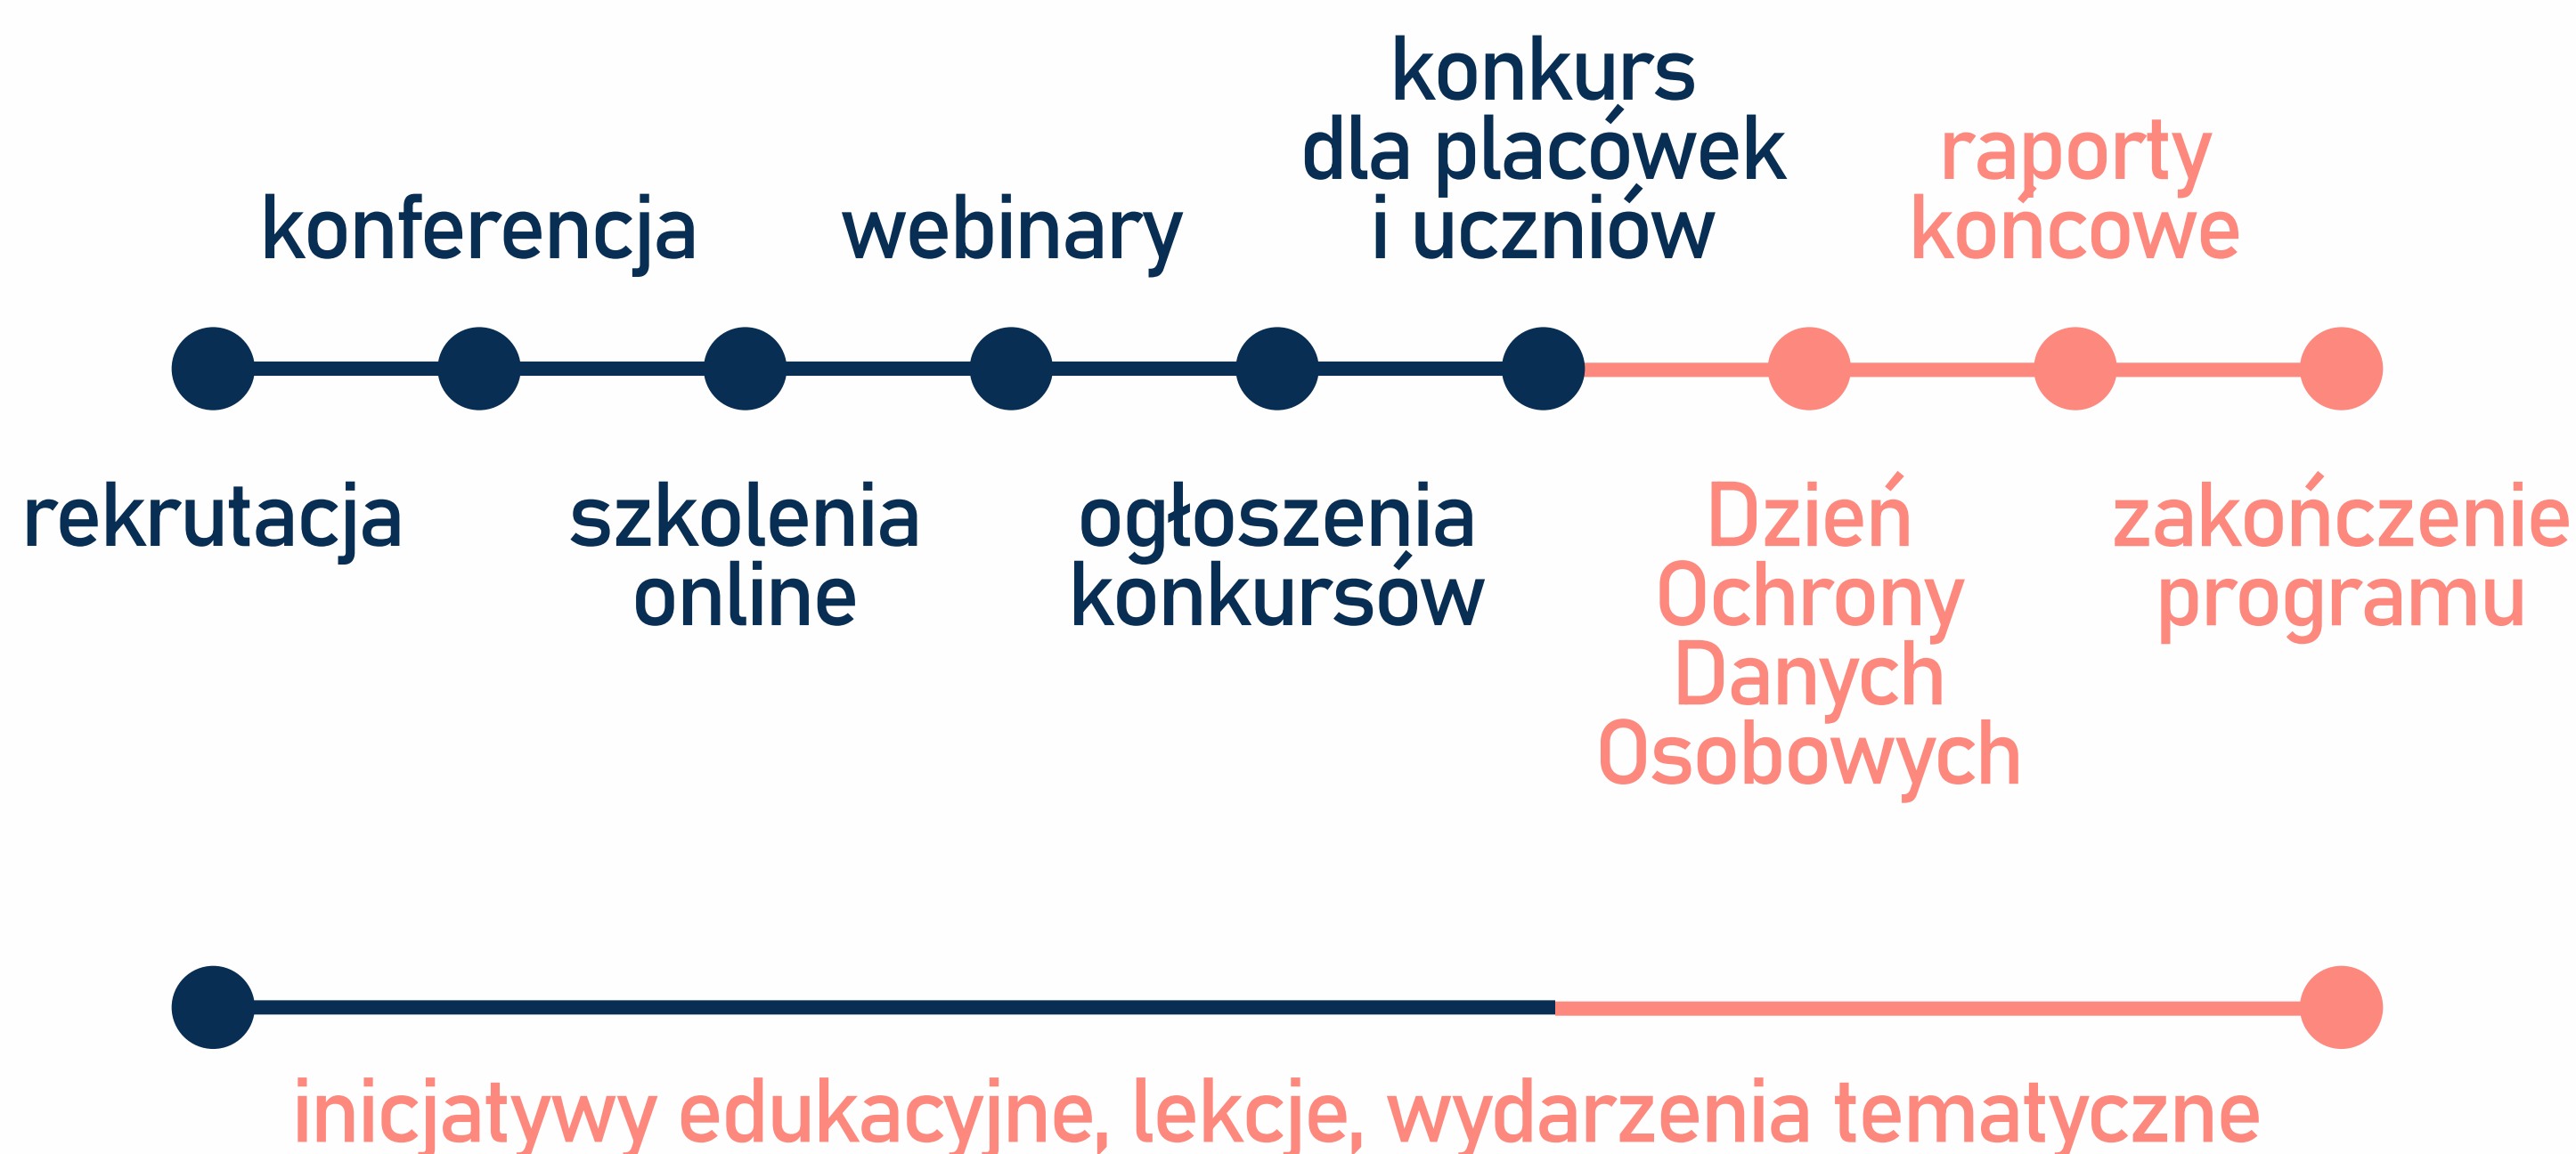 konkurs
dla placówek
i uczniów
raporty
końcowe
konferencja
webinary
rekrutacja
szkolenia
online
ogłoszenia
konkursów
Dzień
Ochrony
Danych
Osobowych
zakończenie
programu
inicjatywy edukacyjne, lekcje, wydarzenia tematyczne